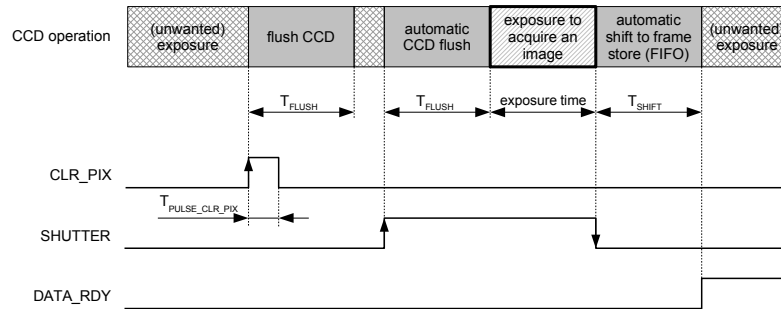 CCD operation
(unwanted)
exposure
flush CCD
automatic
CCD flush
exposure to
acquire an
image
automatic
shift to frame
store (FIFO)
(unwanted)
exposure
TFLUSH
TFLUSH
exposure time
TSHIFT
CLR_PIX
TPULSE_CLR_PIX
SHUTTER
DATA_RDY